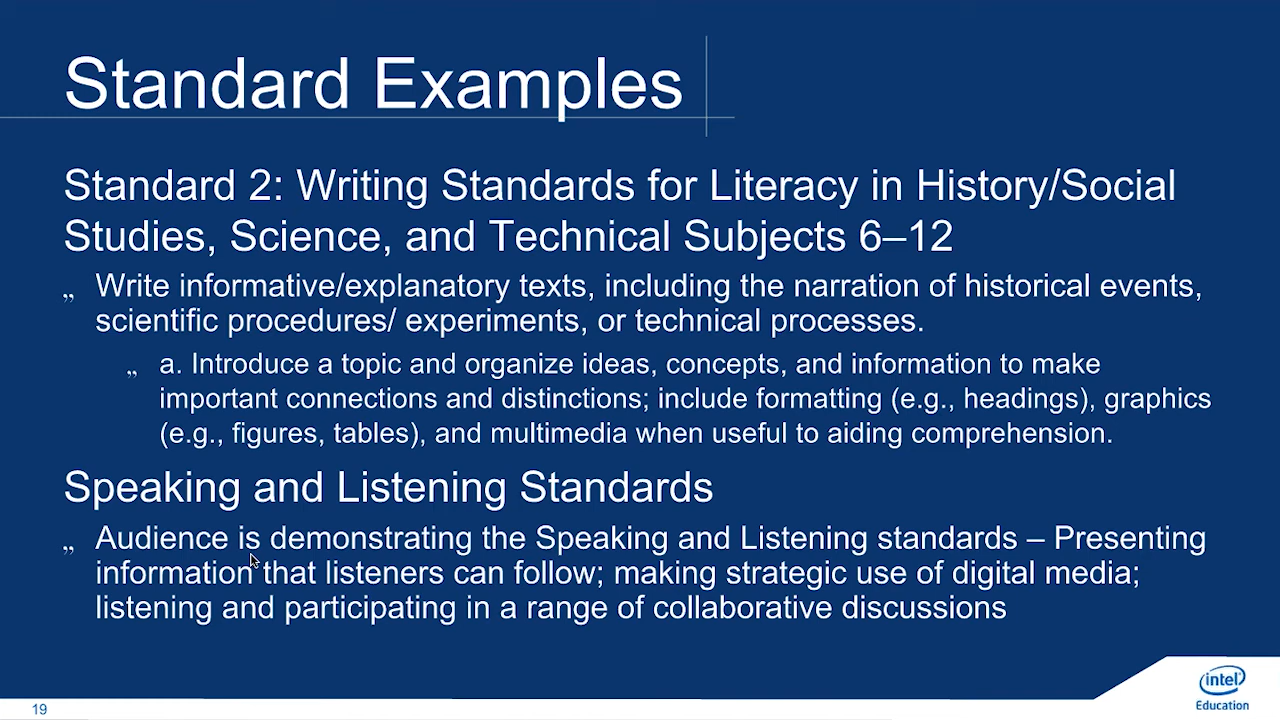 Standard Examples
Standard 2: Writing Standards for Literacy in History/Social
Studies, Science, and Technical Subjects 6–12
„ Write informative/explanatory texts, including the narration of historical events,
scientific procedures/ experiments, or technical processes.
„ a. Introduce a topic and organize ideas, concepts, and information to make
important connections and distinctions; include formatting (e.g., headings), graphics
(e.g., figures, tables), and multimedia when useful to aiding comprehension.
Speaking and Listening Standards
„ Audience is demonstrating the Speaking and Listening standards – Presenting
information that listeners can follow; making strategic use of digital media;
listening and participating in a range of collaborative discussions
19
intel
Education